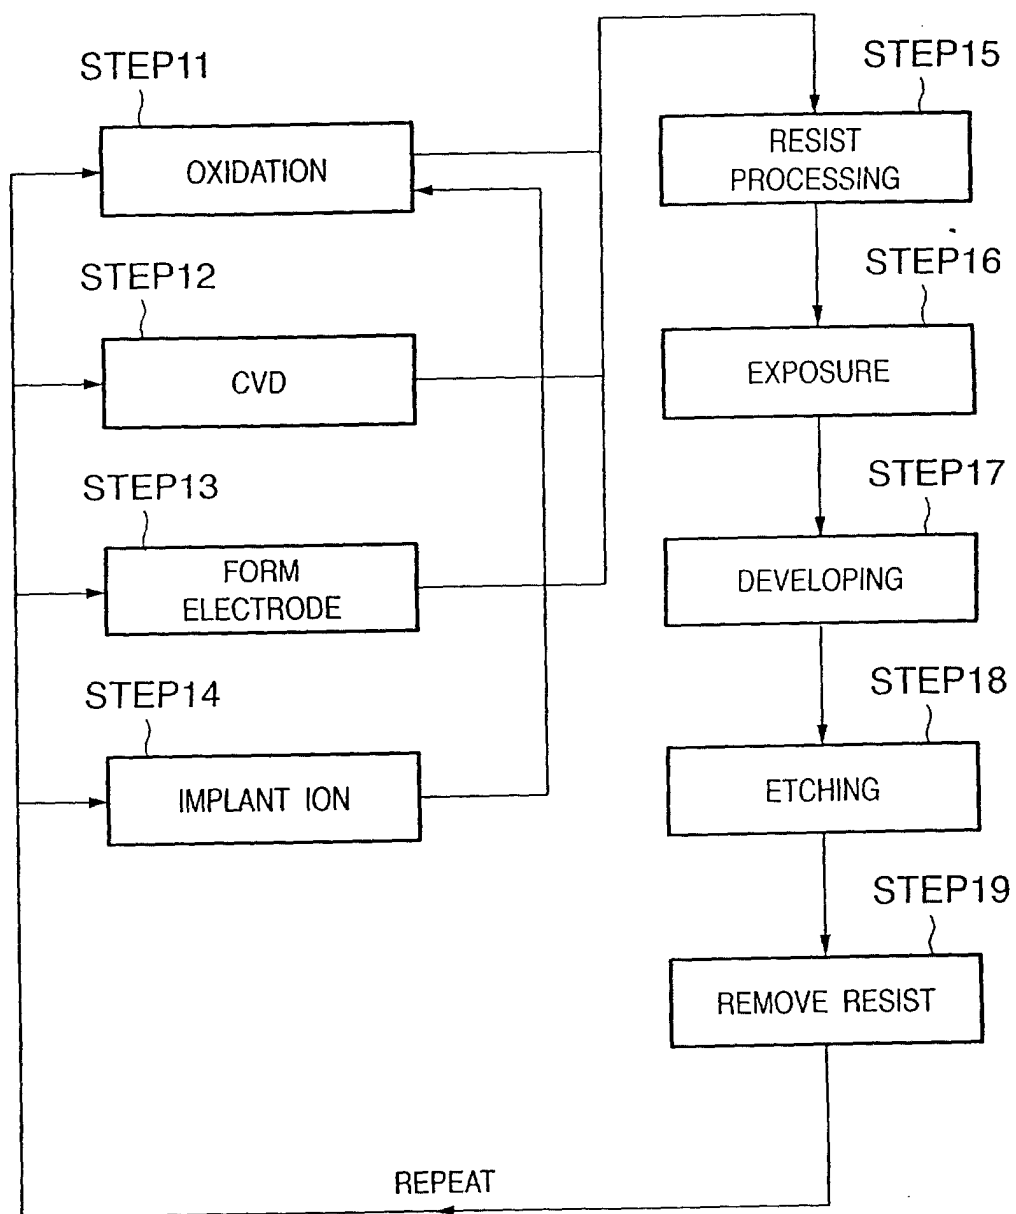 STEP11
OXIDATION
STEP12
CVD
STEP13
FORM
ELECTRODE
STEP14
IMPLANT ION
STEP15
RESIST
PROCESSING
STEP16
EXPOSURE
STEP17
DEVELOPING
STEP18
ETCHING
STEP19
REMOVE RESIST
REPEAT